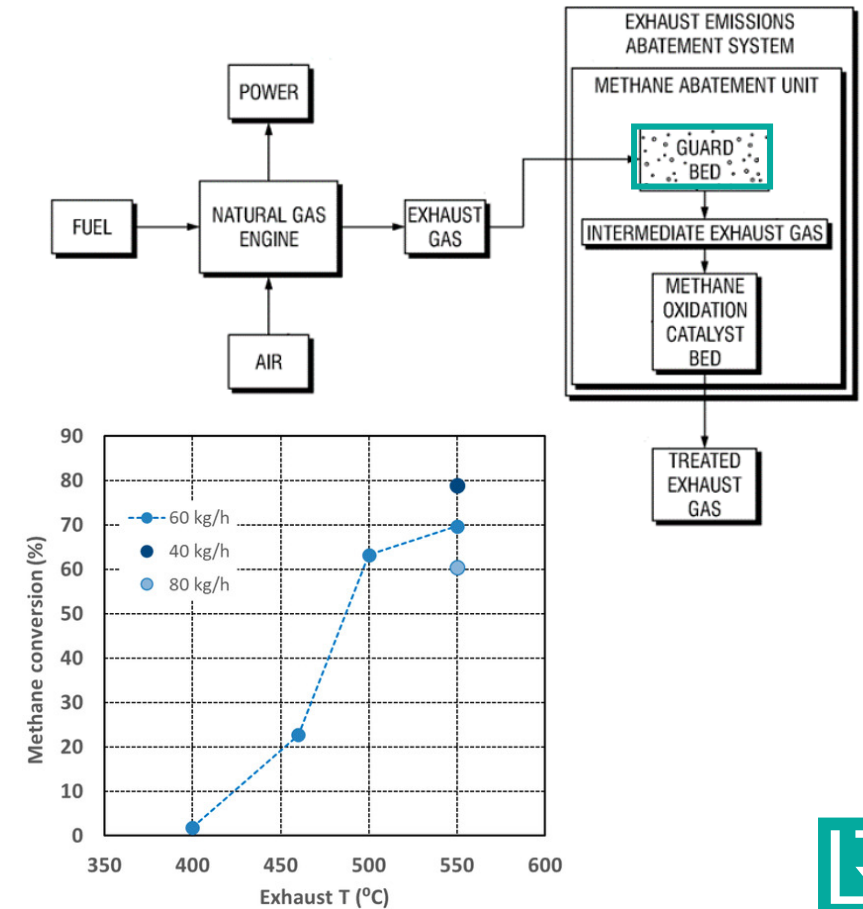 EXHAUST EMISSIONS
ABATEMENT SYSTEM
METHANE ABATEMENT UNIT
POWER
GUARD
BED
FUEL
NATURAL GAS
ENGINE
EXHAUST
GAS
INTERMEDIATE EXHAUST GAS
METHANE
OXIDATION
CATALYST
BED
AIR
TREATED
EXHAUST
GAS
Methane conversion (%)
90
80
70
60
50
40
30
20
10
0
60 kg/h
40 kg/h
80 kg/h
350 400 450 500 550 600
Exhaust T (⁰C)